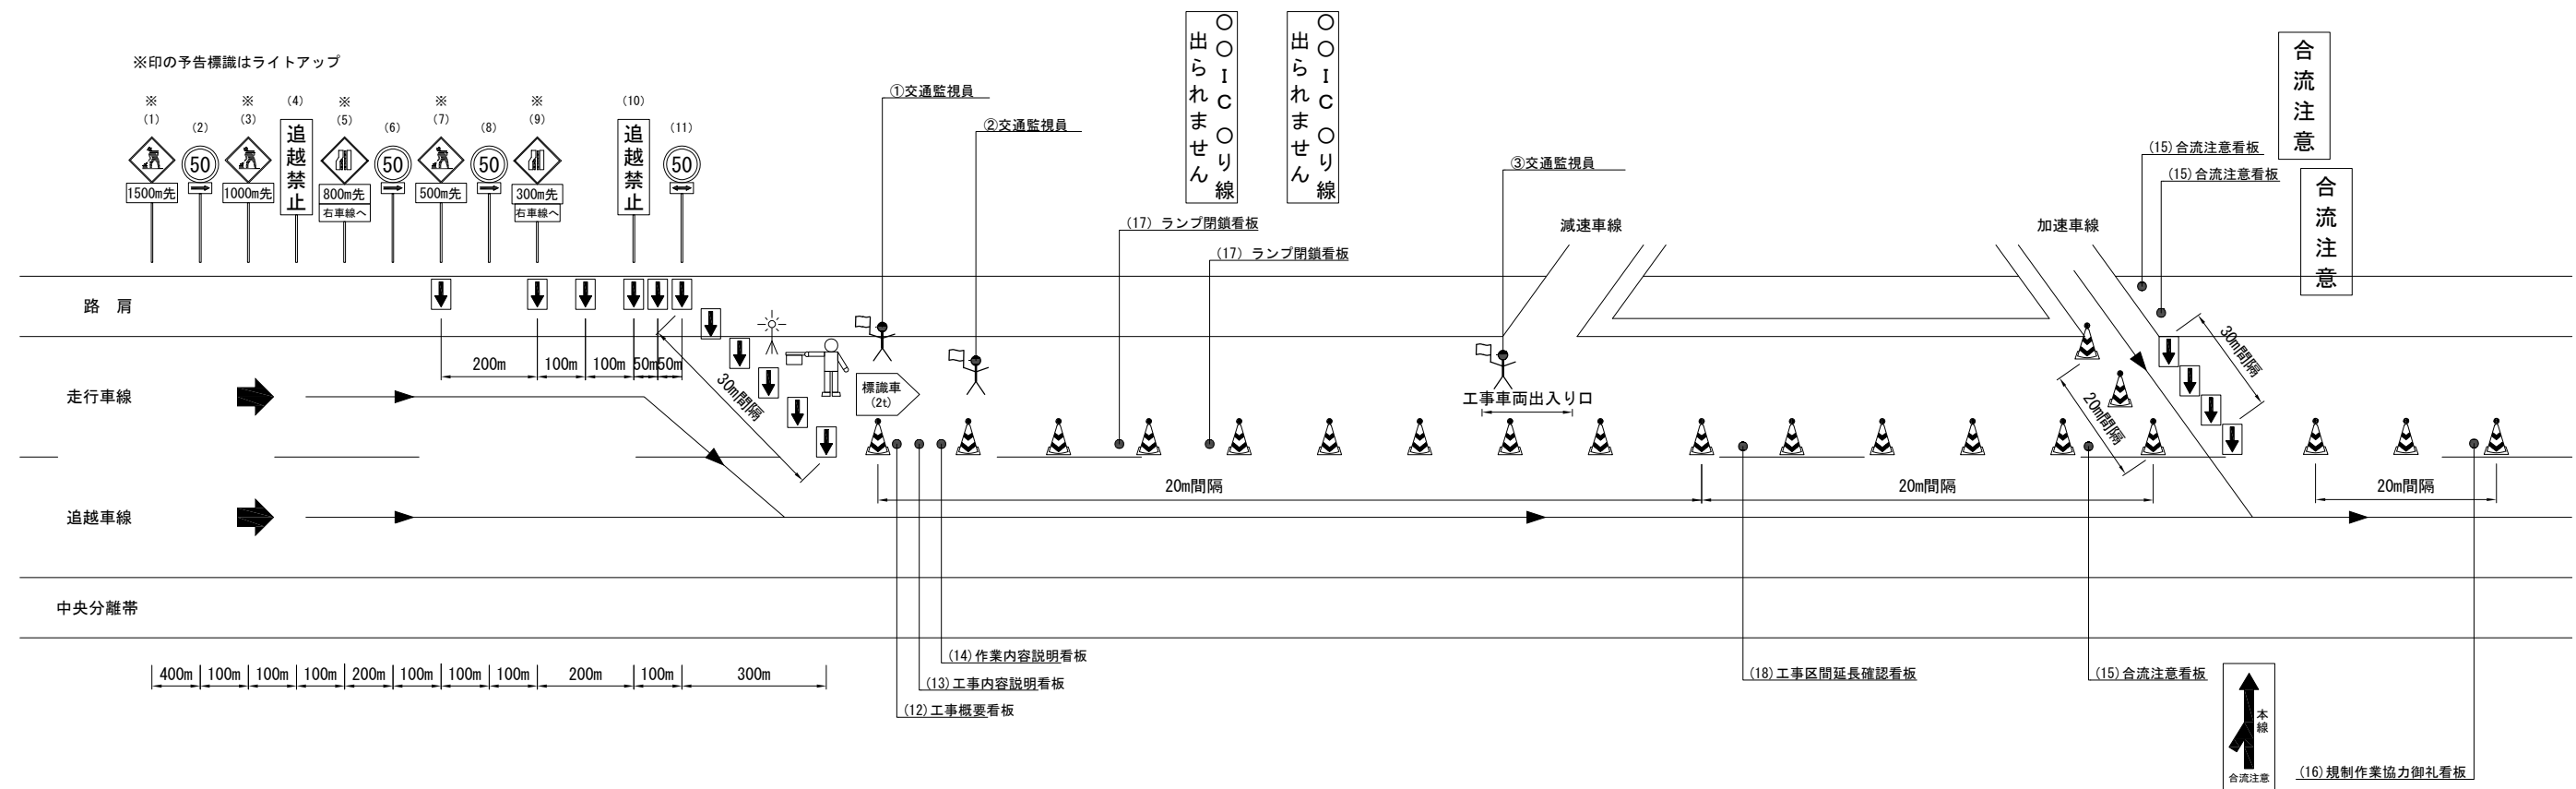 ※印の予告標識はライトアップ
※
(1)
1500m先
(2)
50
※
(3)
1000m先
(4)
追越禁止
※
(5)
800m先
右車線へ
(6)
50
※
(7)
500m先
(8)
50
※
(9)
300m先
右車線へ
(10)
追越禁止
(11)
50
①交通監視員
②交通監視員
③交通監視員
○○IC ○り線
出られません
○○IC ○り線
出られません
合流注意
合流注意
(15)合流注意看板
(15)合流注意看板
(17) ランプ閉鎖看板
(17) ランプ閉鎖看板
減速車線
加速車線
路 肩
200m
100m
100m
50m
50m
30m間隔
標識車
(2t)
工事車両出入り口
30m間隔
20m間隔
走行車線
20m間隔
20m間隔
20m間隔
追越車線
中央分離帯
400m
100m
100m
100m
200m
100m
100m
100m
200m
100m
300m
(14)作業内容説明看板
(13)工事内容説明看板
(12)工事概要看板
(18)工事区間延長確認看板
(15)合流注意看板
本線
合流注意
(16)規制作業協力御礼看板